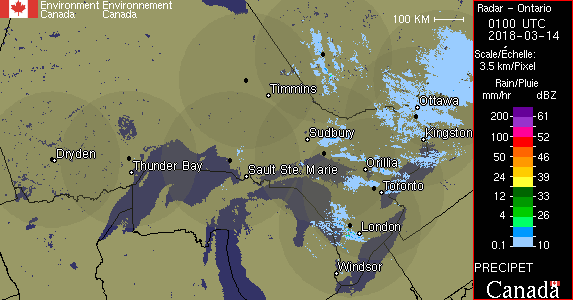 Environment Environnement
Canada Canada
100 KM
Timmins
Ottawa
Sudbury
Kingston
Dryden
Thunder Bay
Sault Ste. Marie
Orillia
Toronto
London
Windsor
Radar - Ontario
0100 UTC
2018-03-14
Scale/Échelle:
3.5 km/Pixel
Rain/Pluie
mm/hr dBZ
200 61
100 52
50 46
24 39
12 33
4 26
0.1 10
PRECIPET
Canada